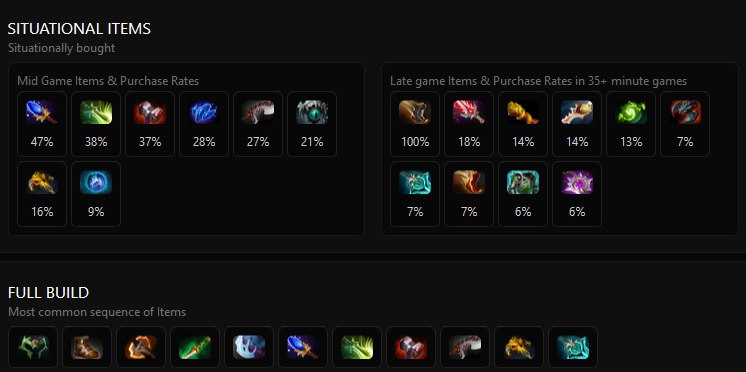 SITUATIONAL ITEMS
Situationally bought
Mid Game Items & Purchase Rates
47% 38% 37% 28% 27% 21%
16% 9%
Late game Items & Purchase Rates in 35+ minute games
100% 18% 14% 14% 13% 7%
7% 7% 6% 6%
FULL BUILD
Most common sequence of Items